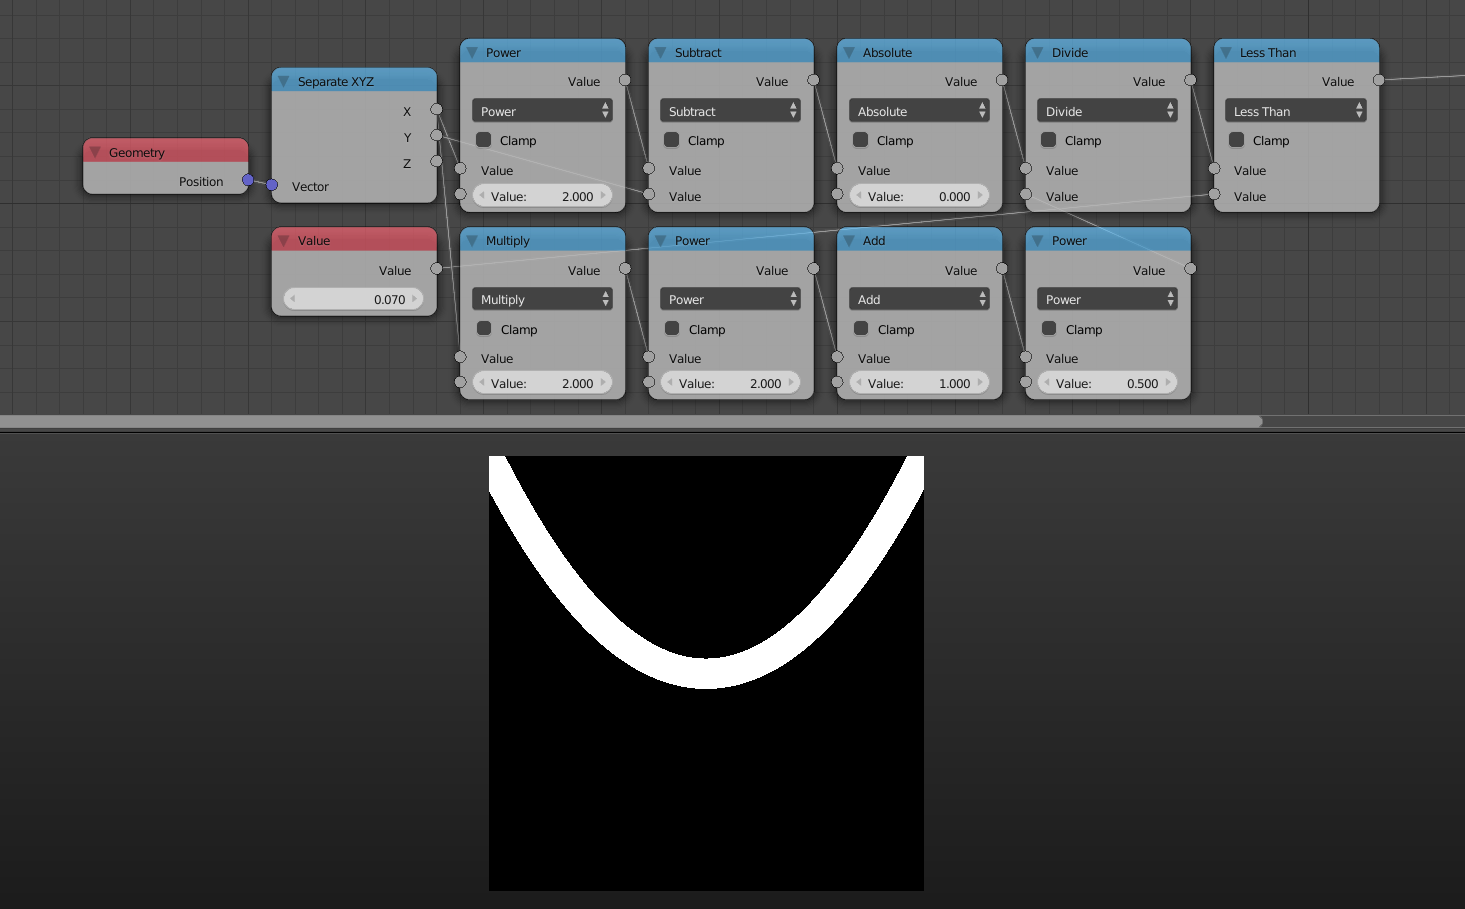 Geometry
Position
Separate XYZ
X
Y
Z
Vector
Value
Value
0.070
Power
Value
Power
Clamp
Value
Value: 2.000
Subtract
Value
Subtract
Clamp
Value
Value
Absolute
Value
Absolute
Clamp
Value
Value: 0.000
Divide
Value
Divide
Clamp
Value
Value
Less Than
Value
Less Than
Clamp
Value
Value
Multiply
Value
Multiply
Clamp
Value
Value: 2.000
Power
Value
Power
Clamp
Value
Value: 2.000
Add
Value
Add
Clamp
Value
Value: 1.000
Power
Value
Power
Clamp
Value
Value: 0.500